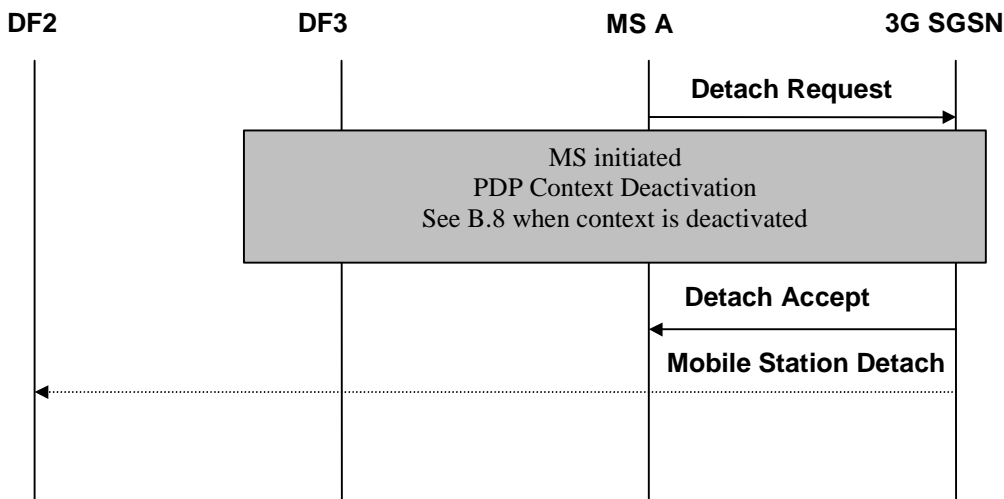 DF2
DF3
MS A
3G SGSN
Detach Request
MS initiated
PDP Context Deactivation
See B.8 when context is deactivated
Detach Accept
Mobile Station Detach